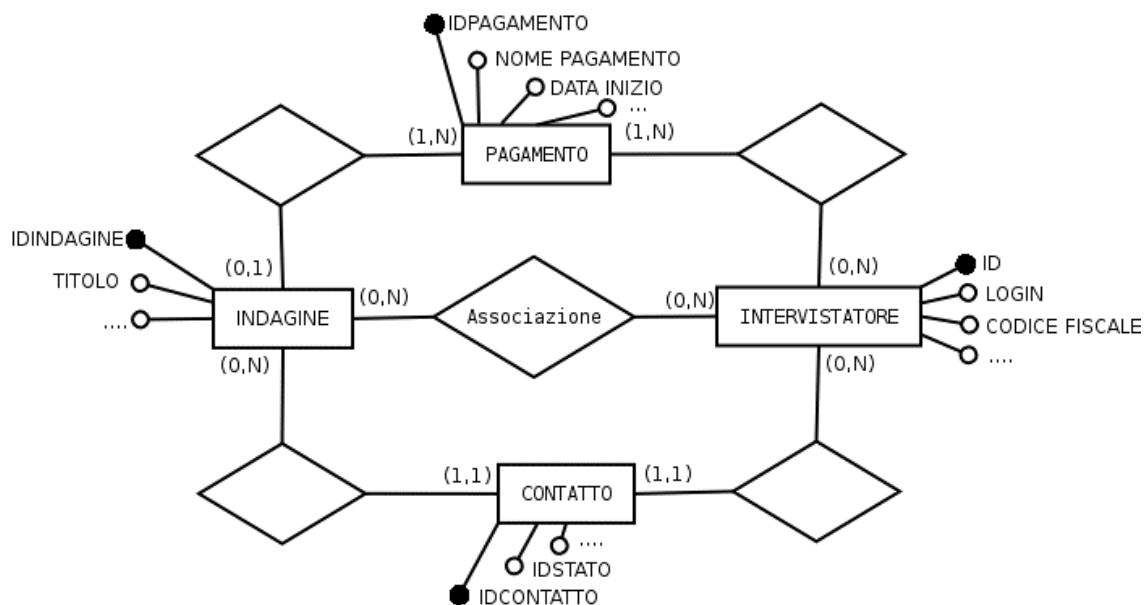 IDPAGAMENTO
NOME PAGAMENTO
DATA INIZIO
...
(1,N)
(1,N)
PAGAMENTO
IDINDAGINE
(0,1)
(0,N)
ID
TITOLO
(0,N)
(0,N)
LOGIN
....
INDAGINE
Associazione
INTERVISTATORE
CODICE FISCALE
(0,N)
(0,N)
....
(1,1)
(1,1)
CONTATTO
....
IDSTATO
IDCONTATTO